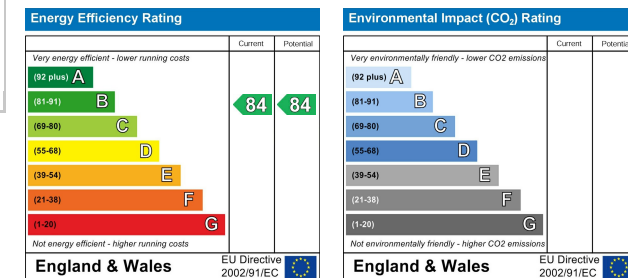 Energy Efficiency Rating
Current Potential
Very energy efficient - lower running costs
(92 plus) A
(81-91) B
84 84
(69-80) C
(55-68) D
(39-54) E
(21-38) F
(1-20) G
Not energy efficient - higher running costs
England & Wales
EU Directive
2002/91/EC
Environmental Impact (CO₂) Rating
Current Potential
Very environmentally friendly - lower CO2 emissions
(92 plus) A
(81-91) B
(69-80) C
(55-68) D
(39-54) E
(21-38) F
(1-20) G
Not environmentally friendly - higher CO2 emissions
England & Wales
EU Directive
2002/91/EC